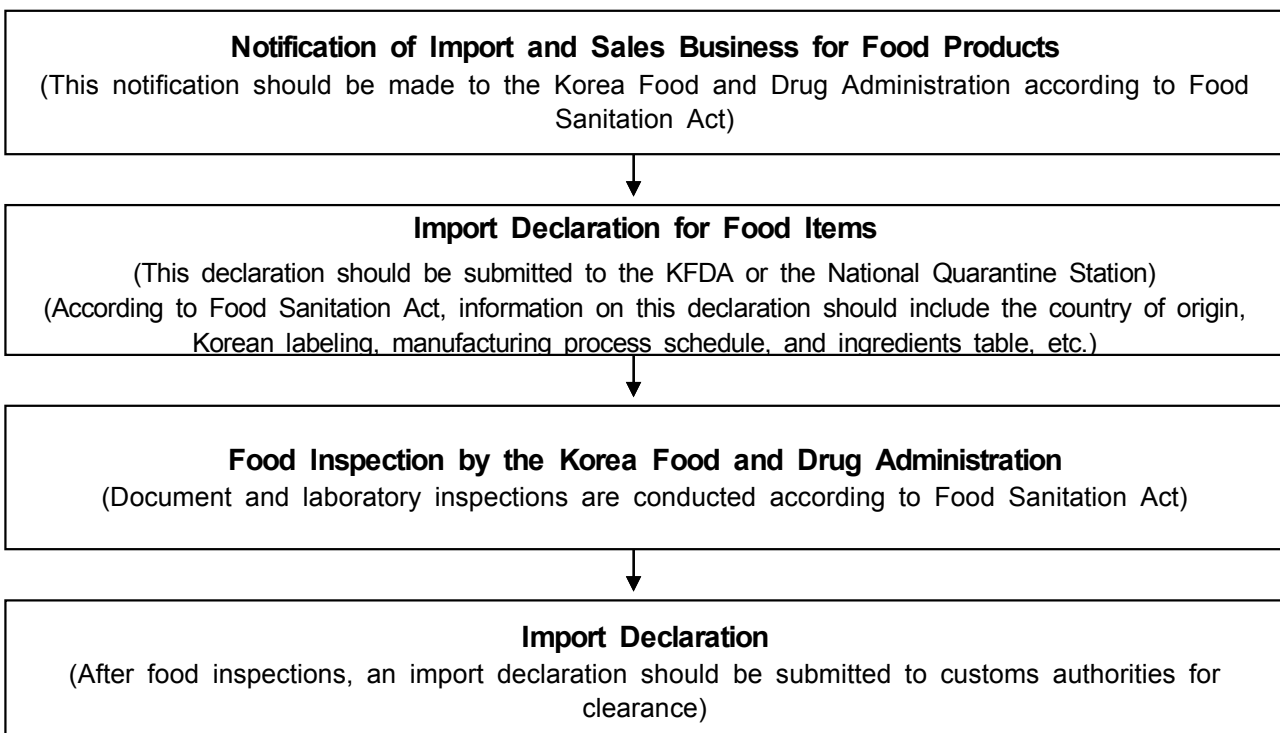 Notification of Import and Sales Business for Food Products
(This notification should be made to the Korea Food and Drug Administration according to Food
Sanitation Act)
Import Declaration for Food Items
(This declaration should be submitted to the KFDA or the National Quarantine Station)
(According to Food Sanitation Act, information on this declaration should include the country of origin,
Korean labeling, manufacturing process schedule, and ingredients table, etc.)
Food Inspection by the Korea Food and Drug Administration
(Document and laboratory inspections are conducted according to Food Sanitation Act)
Import Declaration
(After food inspections, an import declaration should be submitted to customs authorities for
clearance)